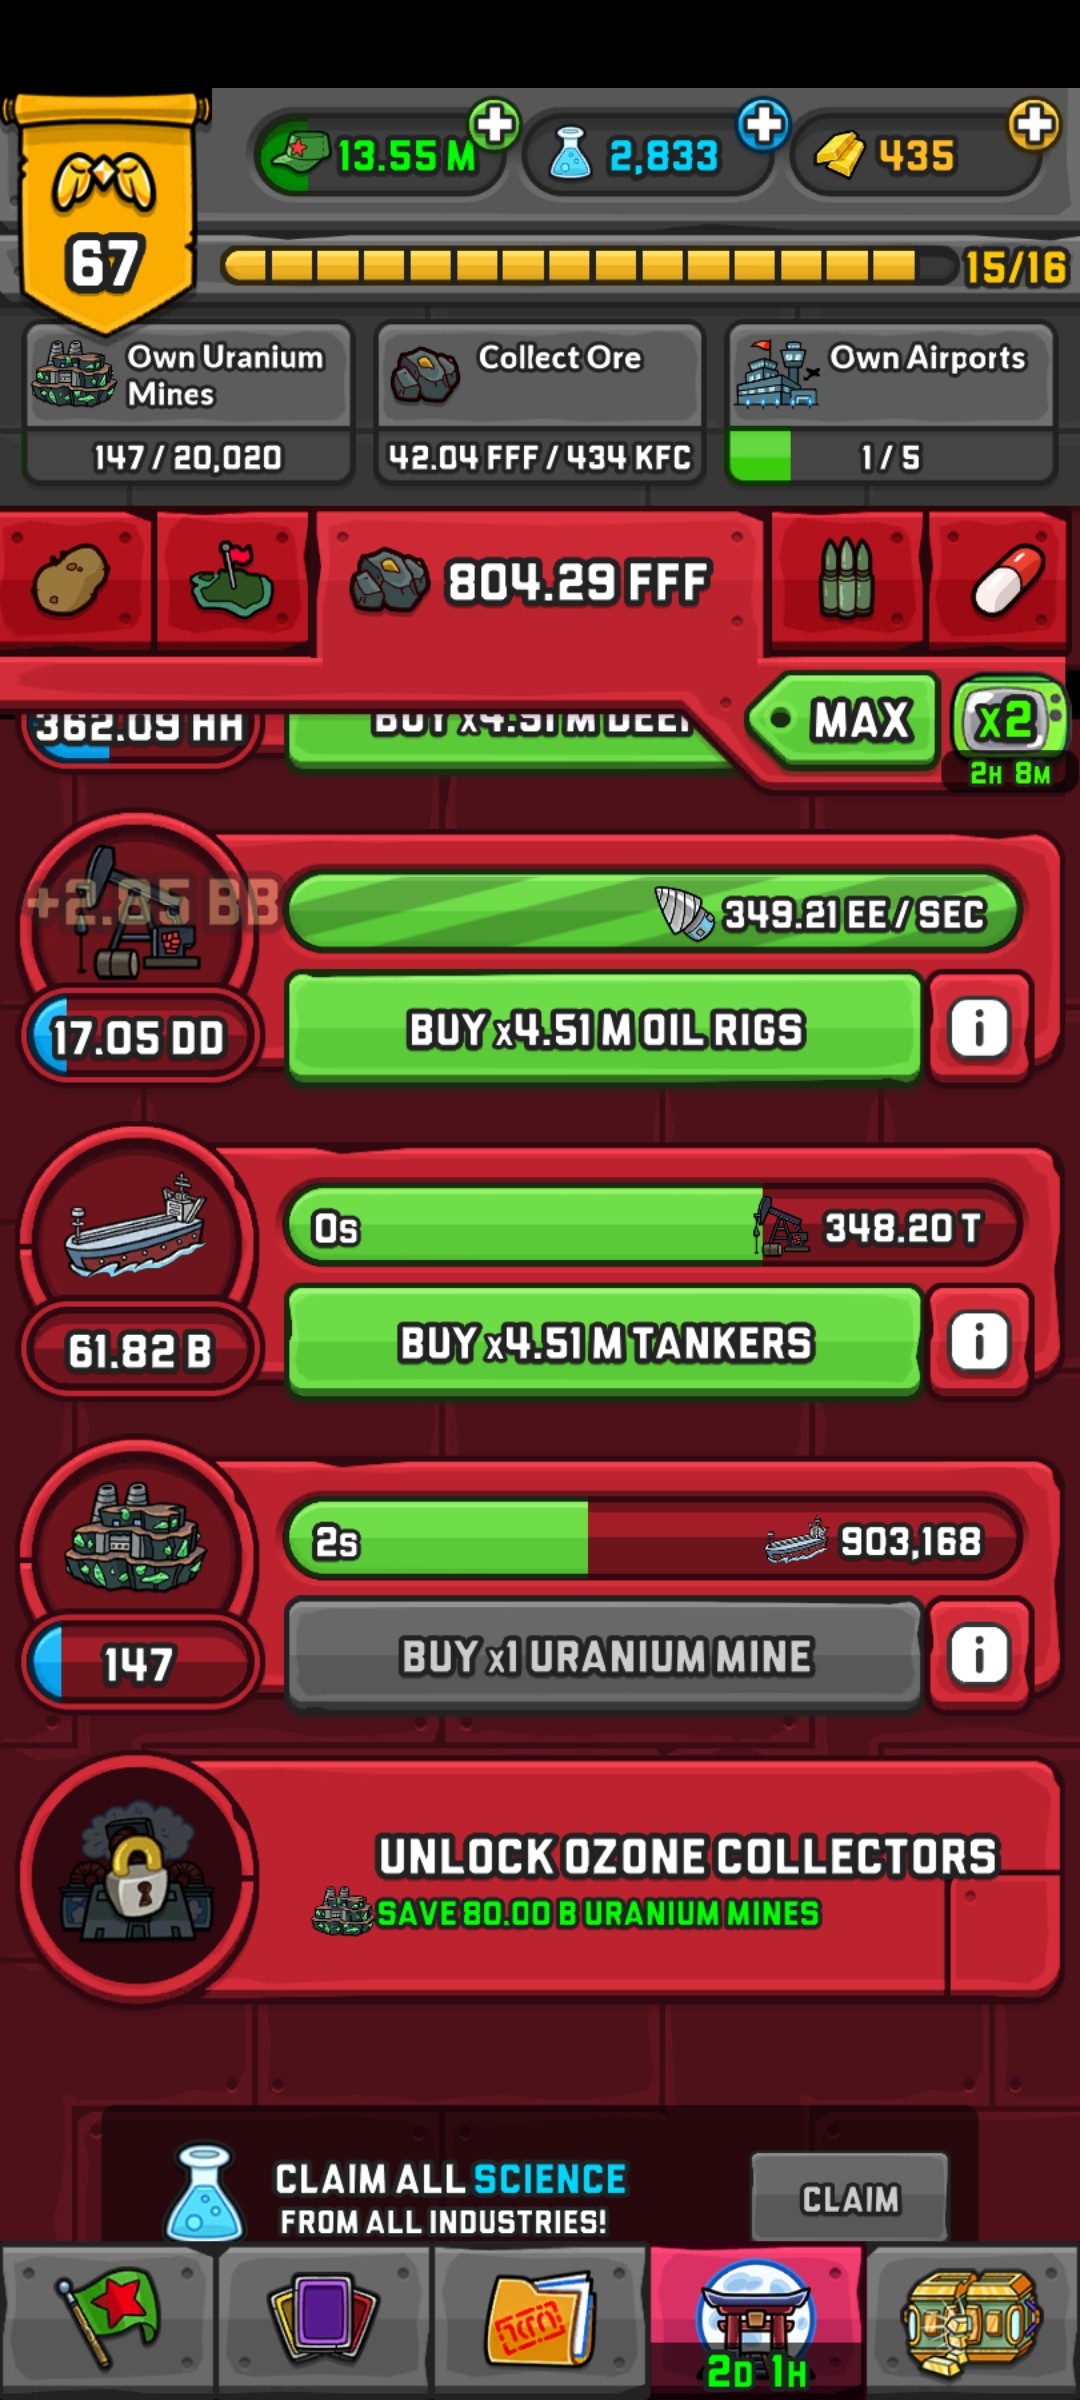 13.55 M
2,833
435
67
15/16
Own Uranium
Mines
147 / 20,020
Collect Ore
42.04 FFF / 434 KFC
Own Airports
1 / 5
804.29 FFF
MAX
x2
2H 8M
362.09 HH
BUY x4.51 M
+2.85 BB
349.21 EE / SEC
17.05 DD
BUY x4.51 M OIL RIGS
i
0s
348.20 T
61.82 B
BUY x4.51 M TANKERS
i
2s
903,168
147
BUY x1 URANIUM MINE
i
UNLOCK OZONE COLLECTORS
SAVE 80.00 B URANIUM MINES
CLAIM ALL SCIENCE
FROM ALL INDUSTRIES!
CLAIM
2D 1H